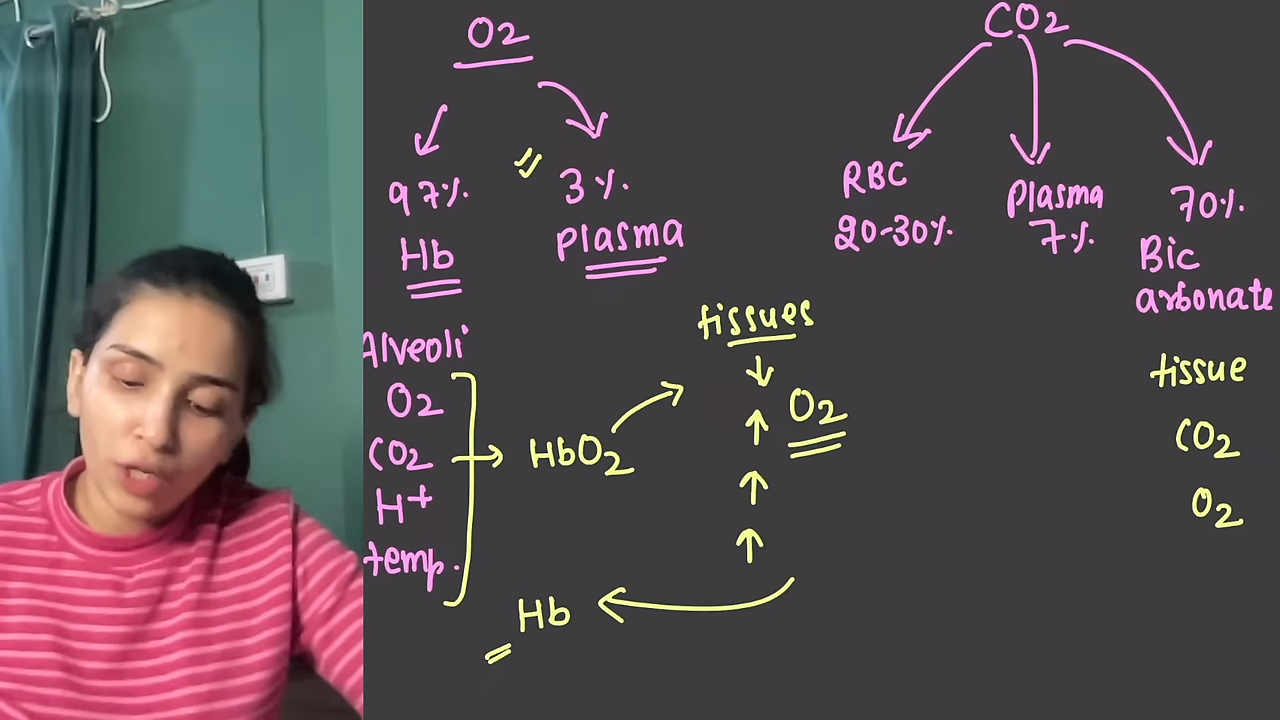 O2
97%.
Hb
3%.
Plasma
CO2
RBC
20-30%.
Plasma
7%.
70%.
Bic
arbonate
Alveoli
O2
CO2
H+
temp.
HbO2
tissues
O2
Hb
tissue
CO2
O2